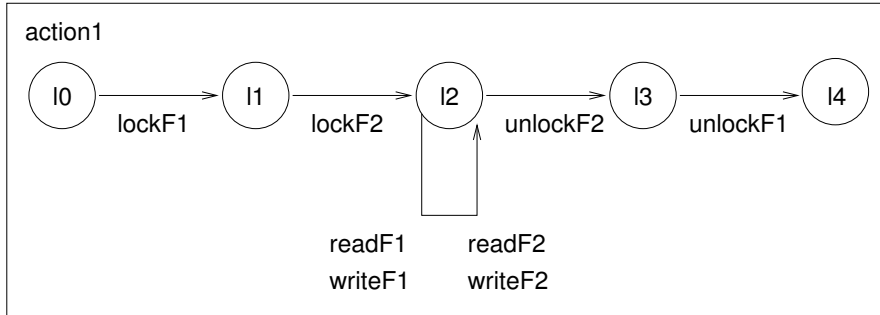 action1
l0 l1 l2 l3 l4
lockF1 lockF2 unlockF2 unlockF1
readF1 readF2
writeF1 writeF2